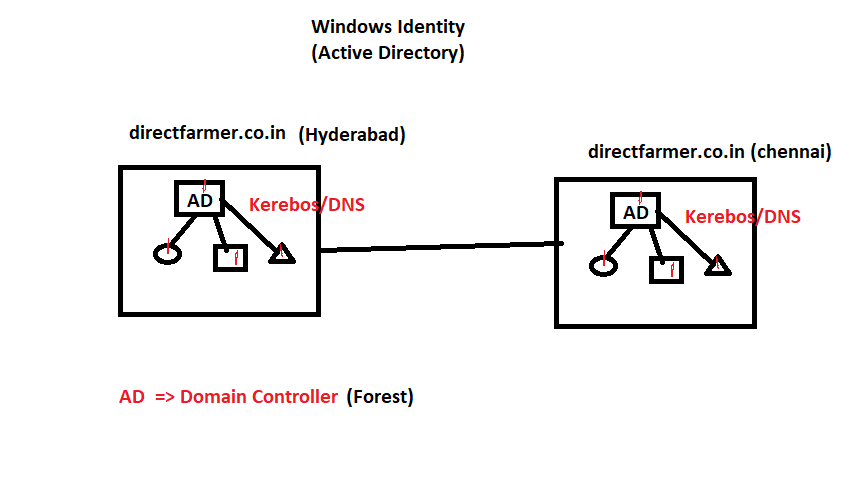 Windows Identity
(Active Directory)
directfarmer.co.in (Hyderabad)
directfarmer.co.in (chennai)
AD
Kerebos/DNS
AD
Kerebos/DNS
AD => Domain Controller (Forest)